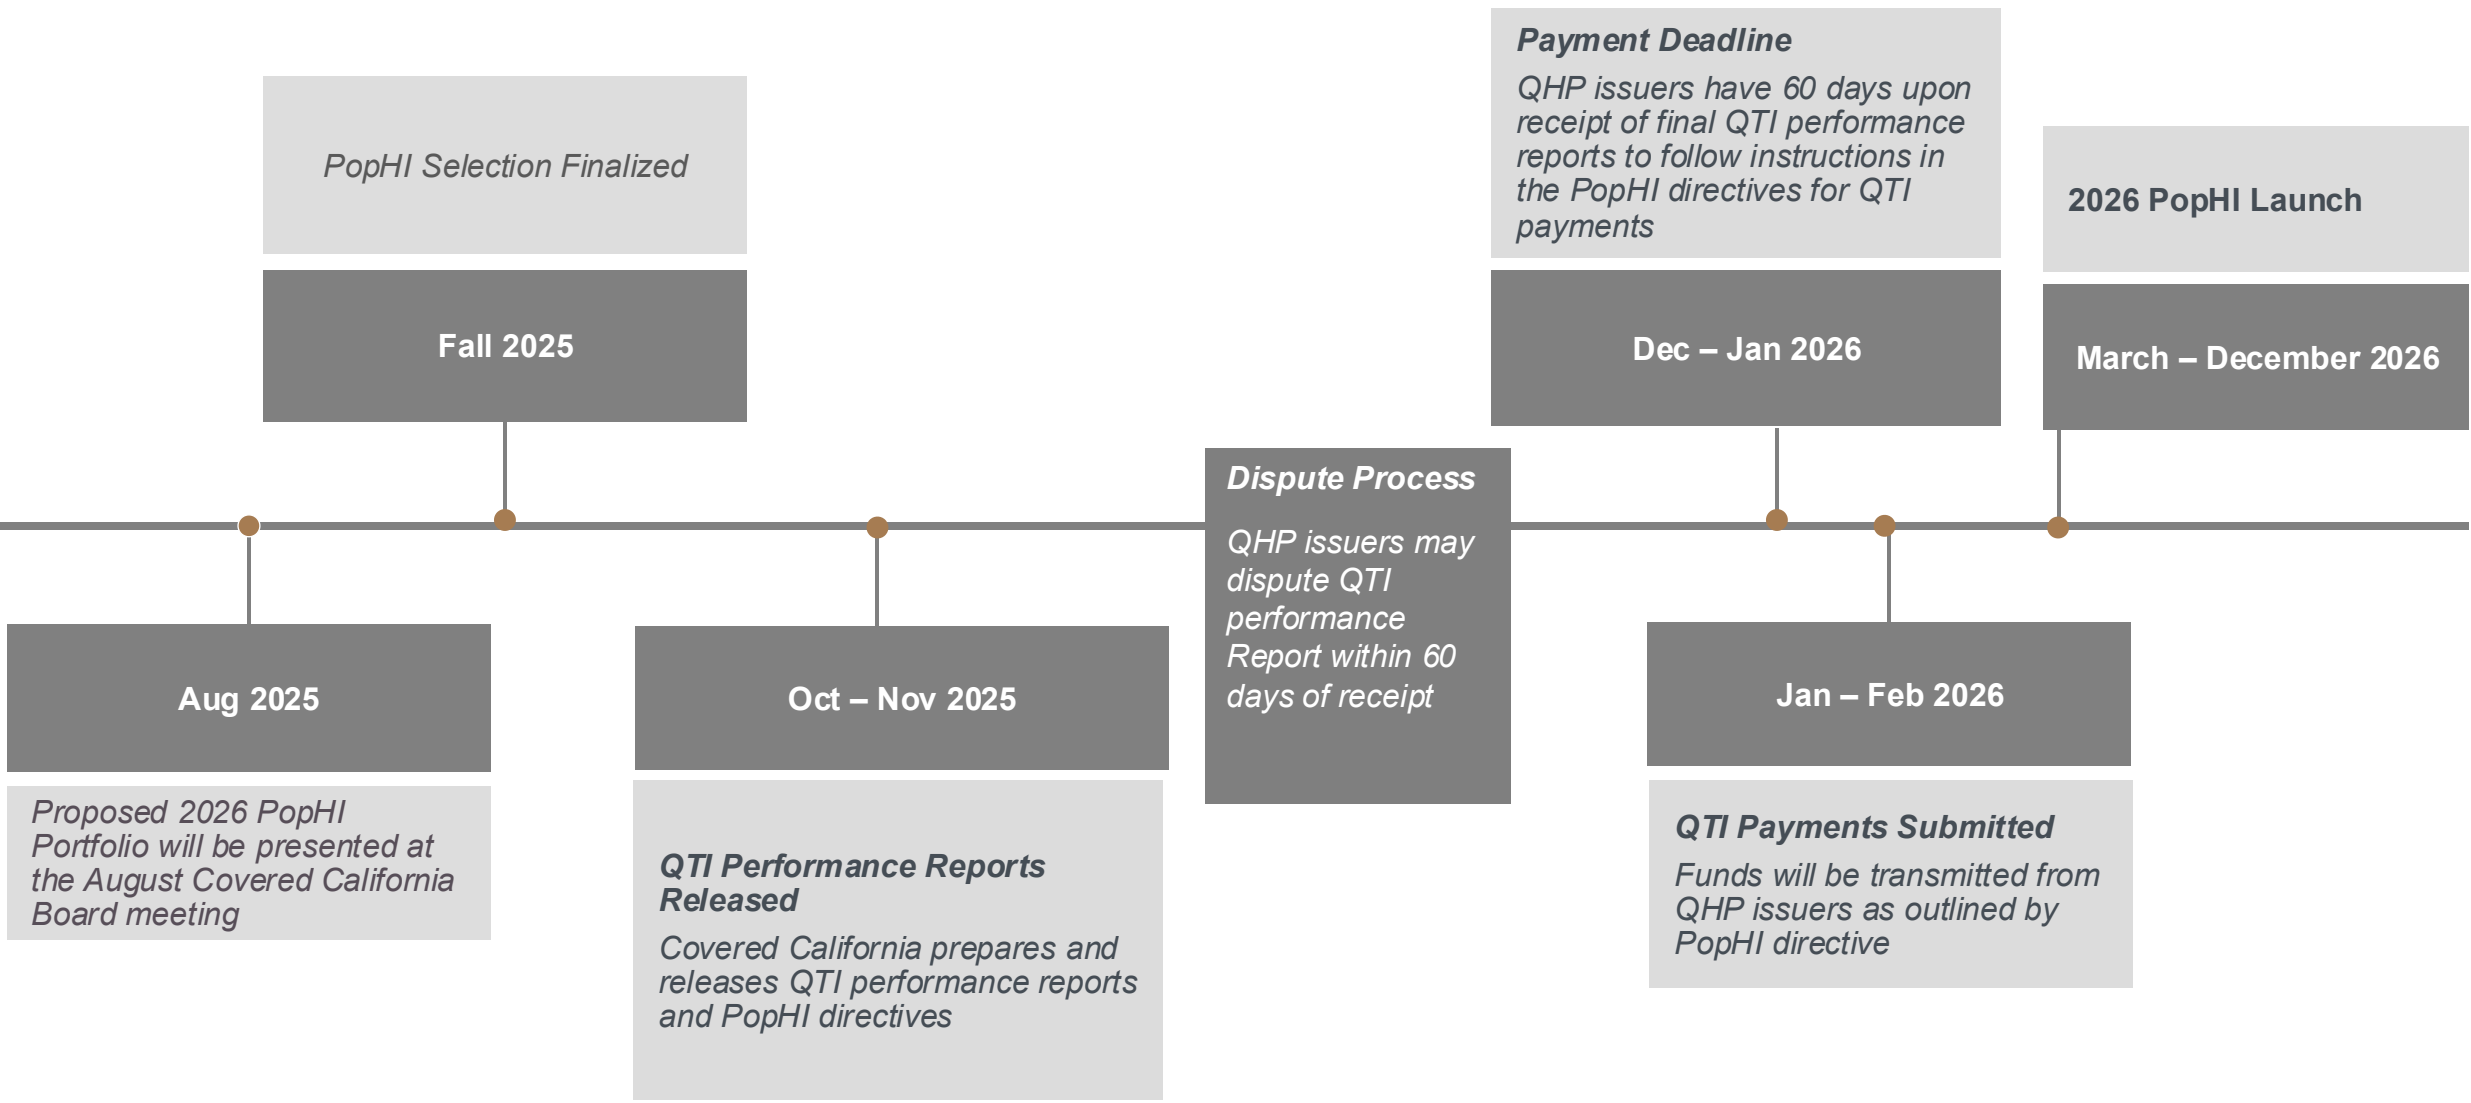 PopHI Selection Finalized
Fall 2025
Aug 2025
Proposed 2026 PopHI
Portfolio will be presented at
the August Covered California
Board meeting
Oct – Nov 2025
QTI Performance Reports
Released
Covered California prepares and
releases QTI performance reports
and PopHI directives
Dispute Process
QHP issuers may
dispute QTI
performance
Report within 60
days of receipt
Payment Deadline
QHP issuers have 60 days upon
receipt of final QTI performance
reports to follow instructions in
the PopHI directives for QTI
payments
Dec – Jan 2026
Jan – Feb 2026
QTI Payments Submitted
Funds will be transmitted from
QHP issuers as outlined by
PopHI directive
2026 PopHI Launch
March – December 2026